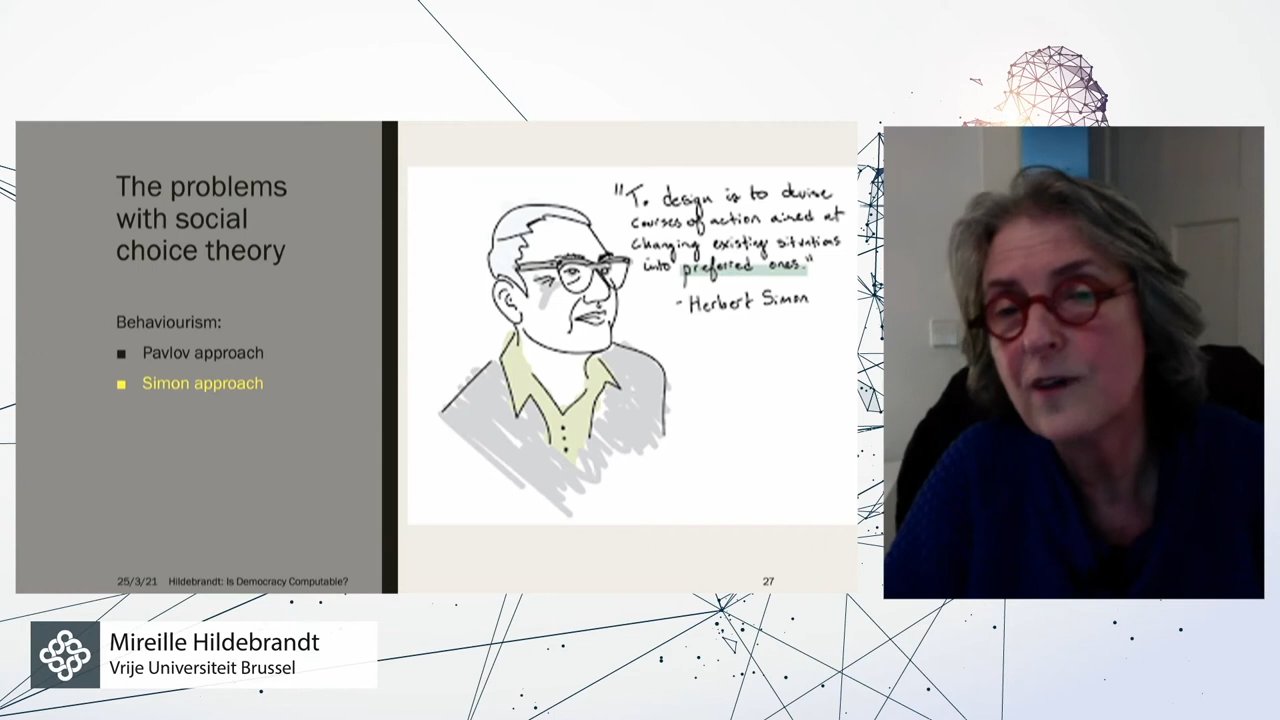 The problems
with social
choice theory
Behaviourism:
Pavlov approach
Simon approach
25/3/21 Hildebrandt: Is Democracy Computable?
"To design is to devise
courses of action aimed at
changing existing situations
into preferred ones."
- Herbert Simon
27
Mireille Hildebrandt
Vrije Universiteit Brussel